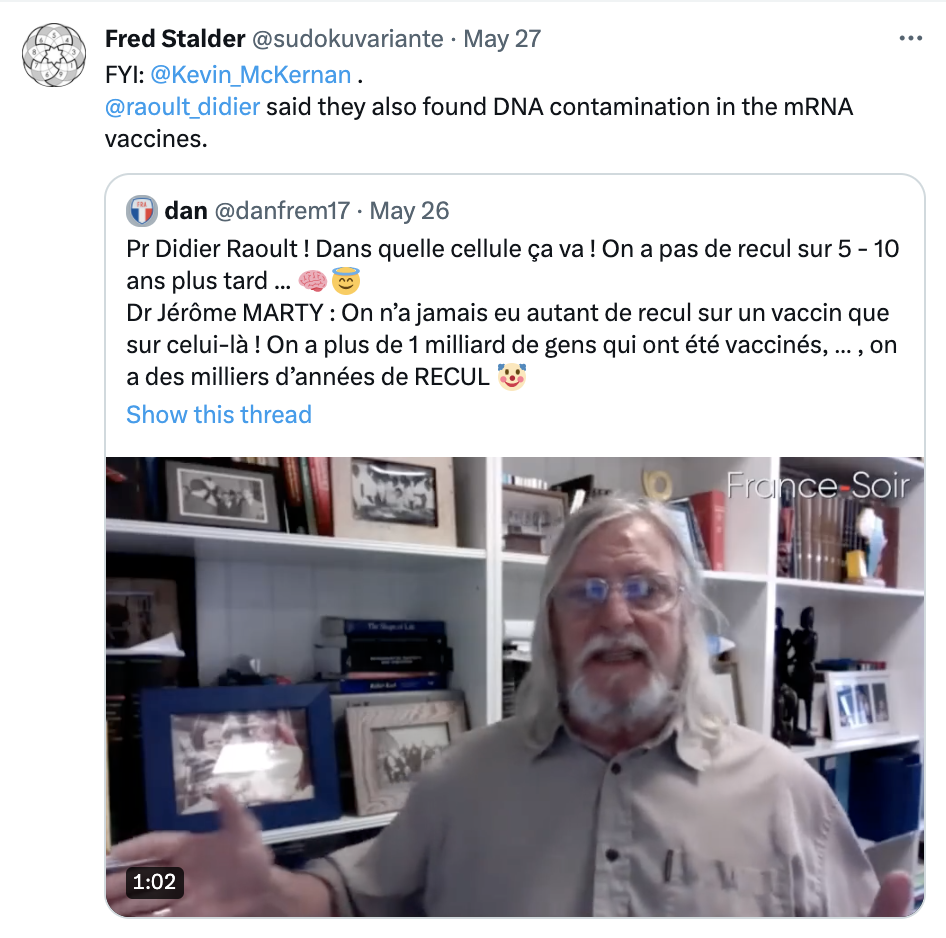 Fred Stalder @sudokuvariante · May 27
FYI: @Kevin_McKernan .
@raoult_didier said they also found DNA contamination in the mRNA
vaccines.
dan @danfrem17 · May 26
Pr Didier Raoult ! Dans quelle cellule ça va ! On a pas de recul sur 5 - 10
ans plus tard ... 🧠😇
Dr Jérôme MARTY : On n’a jamais eu autant de recul sur un vaccin que
sur celui-là ! On a plus de 1 milliard de gens qui ont été vaccinés, ... , on
a des milliers d’années de RECUL 🤡
Show this thread
France-Soir
The Shape of Life
1:02